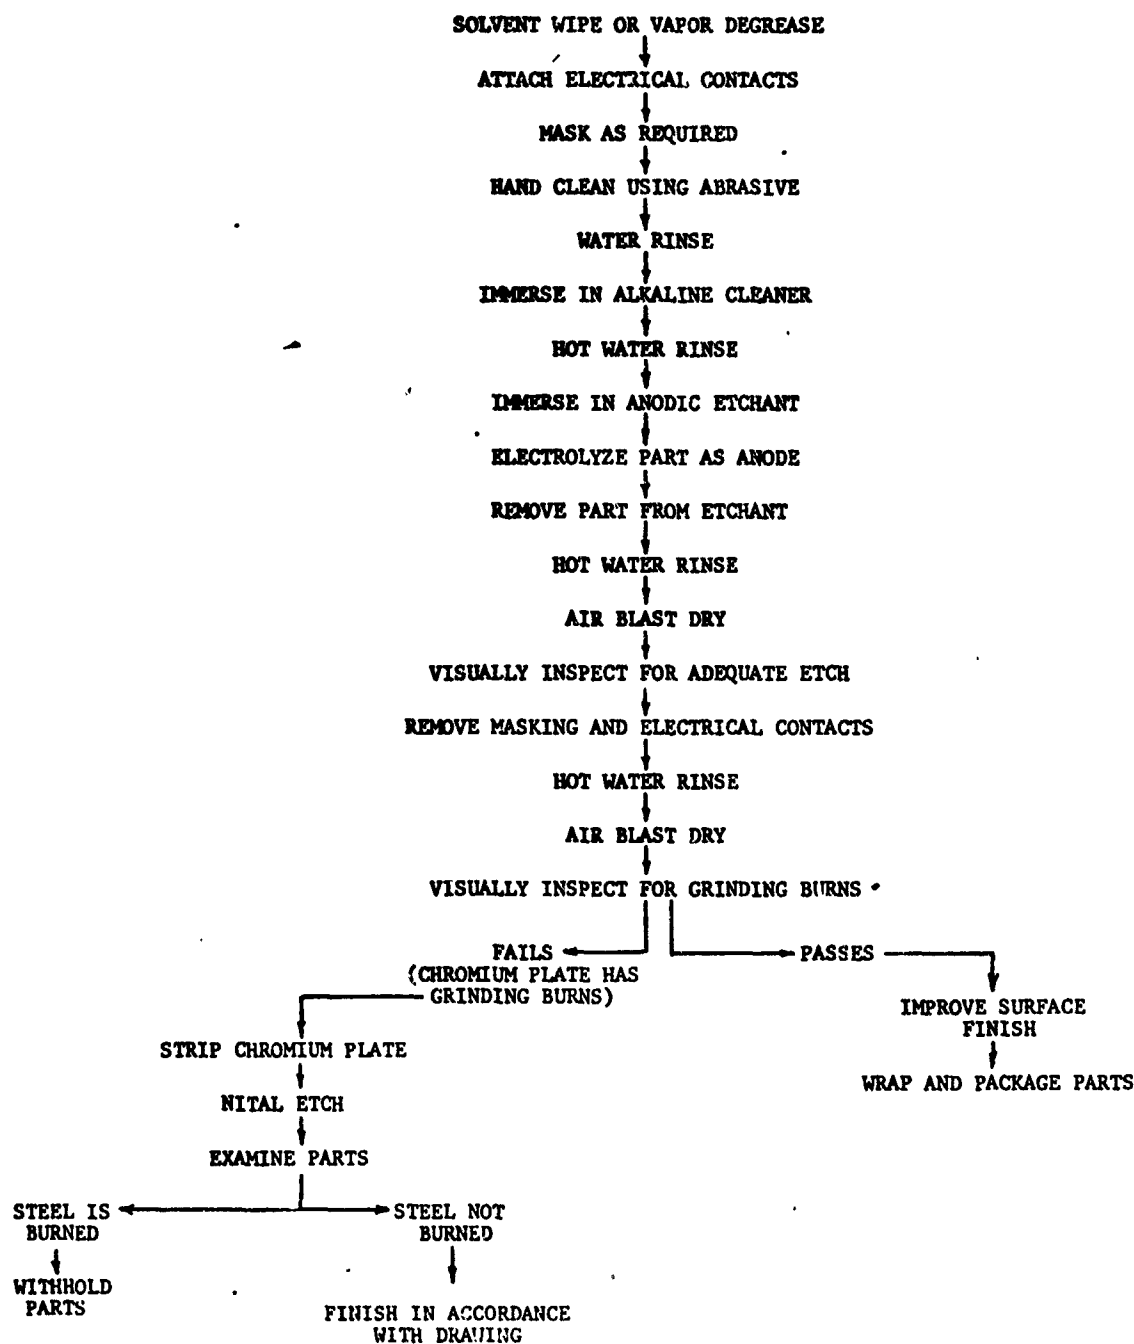 SOLVENT WIPE OR VAPOR DEGREASE
ATTACH ELECTRICAL CONTACTS
MASK AS REQUIRED
HAND CLEAN USING ABRASIVE
WATER RINSE
IMMERSE IN ALKALINE CLEANER
HOT WATER RINSE
IMMERSE IN ANODIC ETCHANT
ELECTROLYZE PART AS ANODE
REMOVE PART FROM ETCHANT
HOT WATER RINSE
AIR BLAST DRY
VISUALLY INSPECT FOR ADEQUATE ETCH
REMOVE MASKING AND ELECTRICAL CONTACTS
HOT WATER RINSE
AIR BLAST DRY
VISUALLY INSPECT FOR GRINDING BURNS
FAILS
(CHROMIUM PLATE HAS
GRINDING BURNS)
PASSES
IMPROVE SURFACE
FINISH
WRAP AND PACKAGE PARTS
STRIP CHROMIUM PLATE
NITAL ETCH
EXAMINE PARTS
STEEL IS
BURNED
WITHHOLD
PARTS
STEEL NOT
BURNED
FINISH IN ACCORDANCE
WITH DRAWING